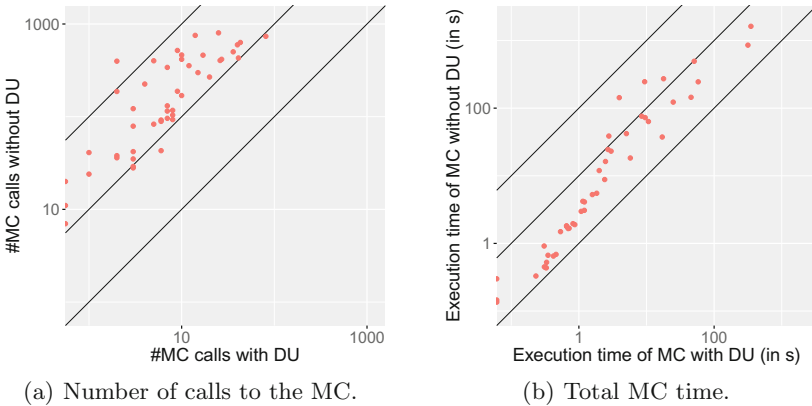 1000
10
#MC calls without DU
10
1000
#MC calls with DU
(a) Number of calls to the MC.
100
1
Execution time of MC without DU (in s)
1
100
Execution time of MC with DU (in s)
(b) Total MC time.